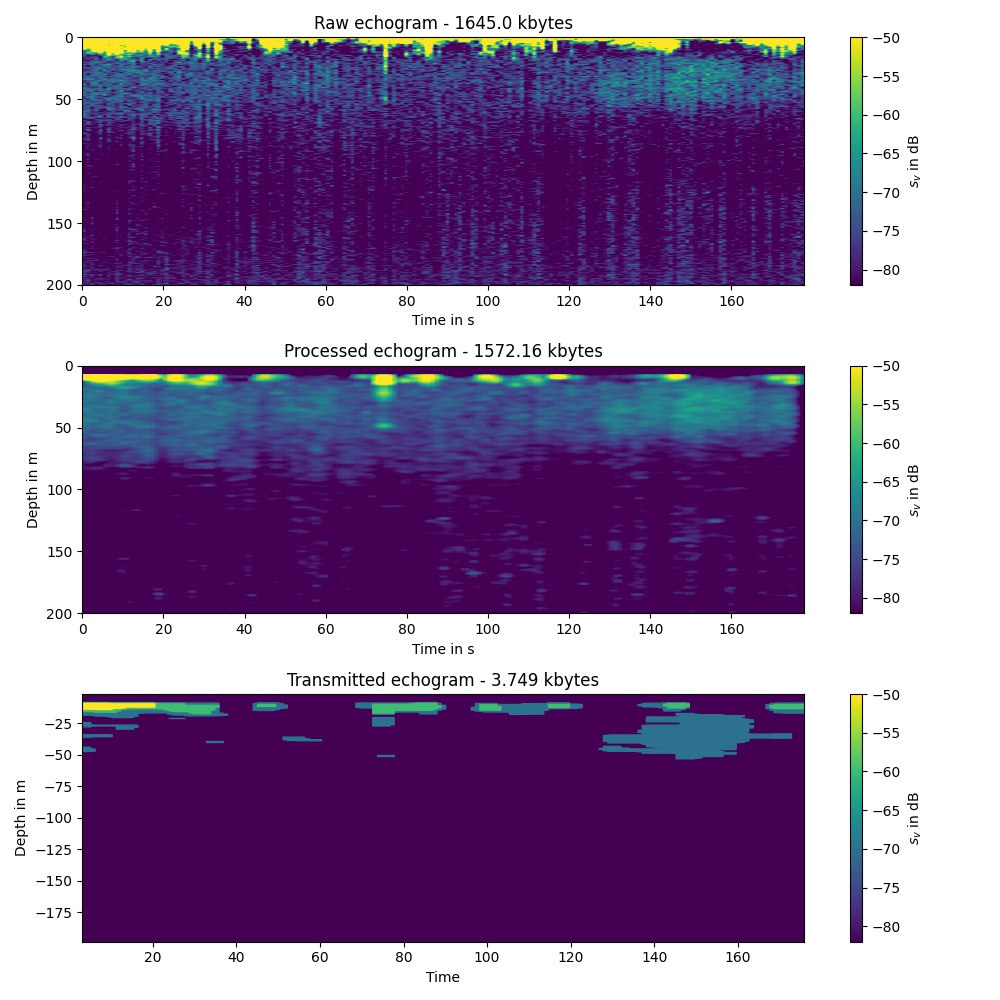 Raw echogram - 1645.0 kbytes
0
50
100
150
200
Depth in m
0 20 40 60 80 100 120 140 160
Time in s
−50
−55
−60
−65
−70
−75
−80
sv in dB
Processed echogram - 1572.16 kbytes
0
50
100
150
200
Depth in m
0 20 40 60 80 100 120 140 160
Time in s
−50
−55
−60
−65
−70
−75
−80
sv in dB
Transmitted echogram - 3.749 kbytes
−25
−50
−75
−100
−125
−150
−175
Depth in m
20 40 60 80 100 120 140 160
Time
−50
−55
−60
−65
−70
−75
−80
sv in dB